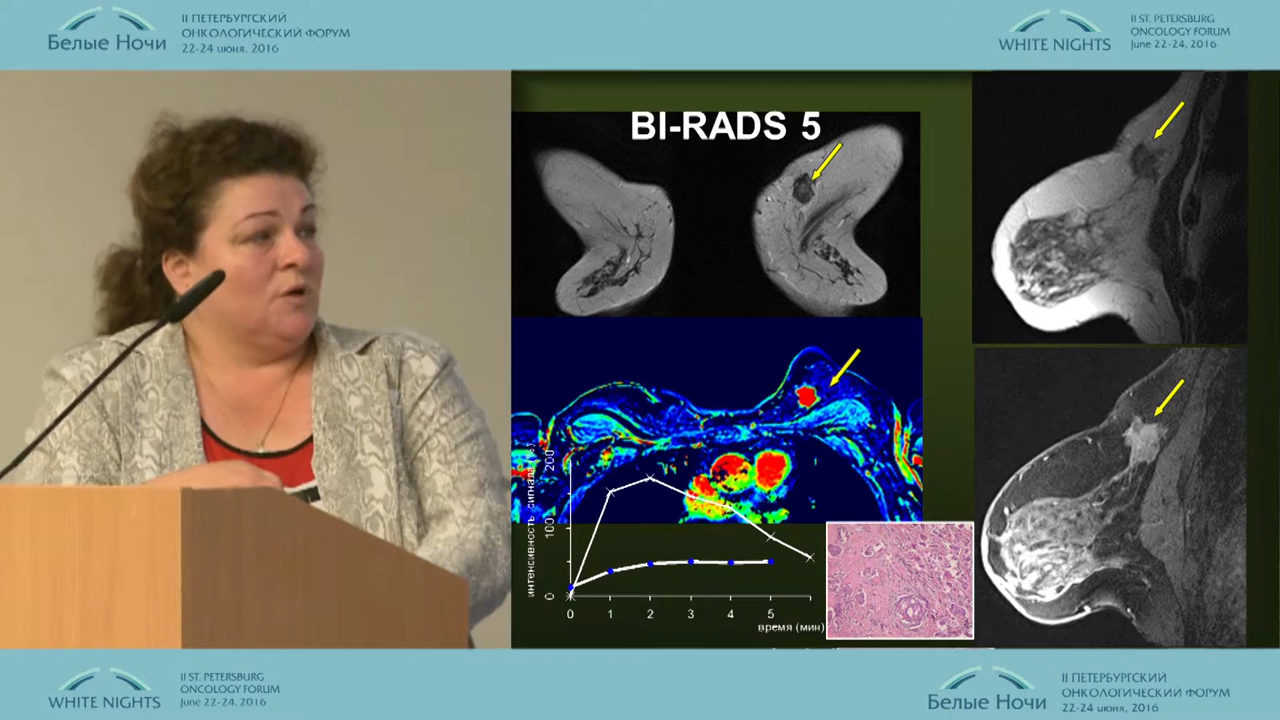 II ПЕТЕРБУРГСКИЙ
ОНКОЛОГИЧЕСКИЙ ФОРУМ
Белые Ночи
22-24 июня, 2016
II ST. PETERSBURG
ONCOLOGY FORUM
WHITE NIGHTS
June 22-24, 2016
BI-RADS 5
интенсивность сигнала (%)
200
100
0
0 1 2 3 4 5
время (мин)
II ST. PETERSBURG
ONCOLOGY FORUM
WHITE NIGHTS
June 22-24, 2016
II ПЕТЕРБУРГСКИЙ
ОНКОЛОГИЧЕСКИЙ ФОРУМ
Белые Ночи
22-24 июня, 2016